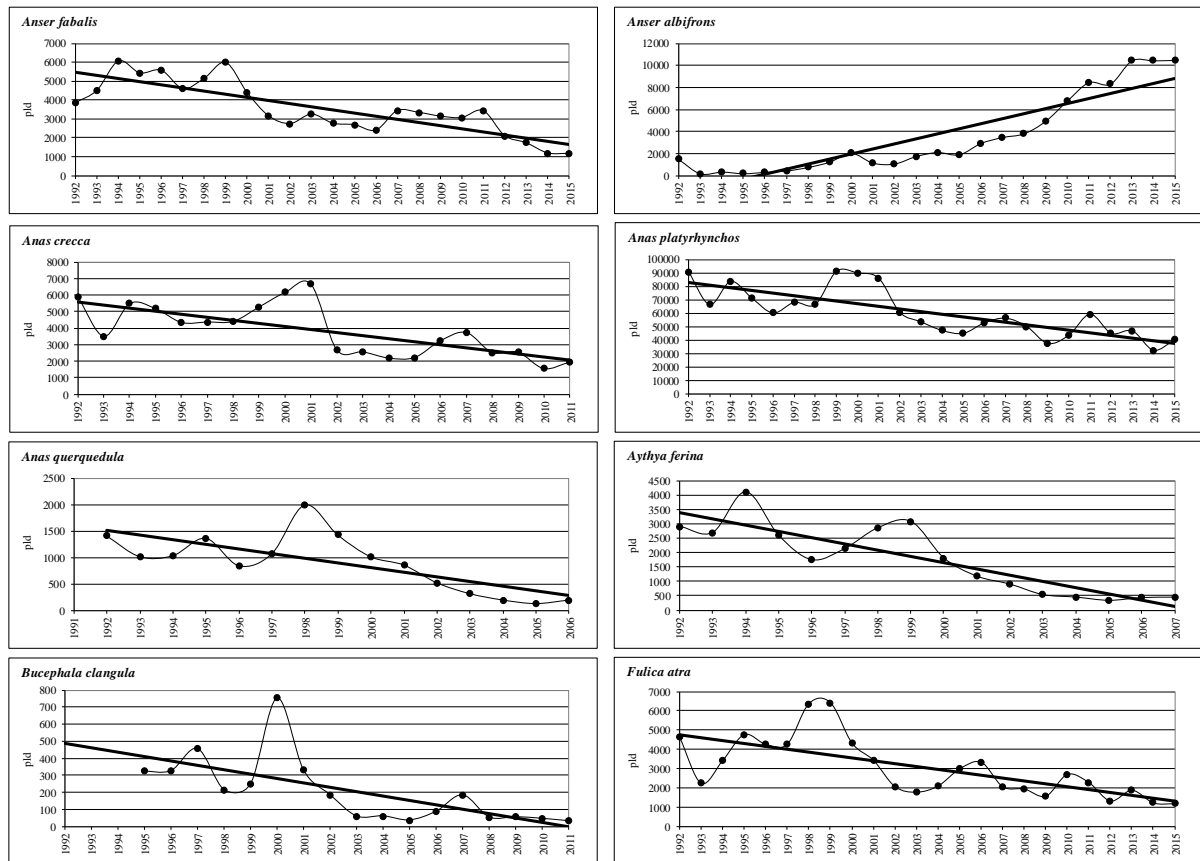 Anser fabalis
7000
6000
5000
4000
3000
2000
1000
0
pld
1992 1993 1994 1995 1996 1997 1998 1999 2000 2001 2002 2003 2004 2005 2006 2007 2008 2009 2010 2011 2012 2013 2014 2015
Anser albifrons
12000
10000
8000
6000
4000
2000
0
pld
1992 1993 1994 1995 1996 1997 1998 1999 2000 2001 2002 2003 2004 2005 2006 2007 2008 2009 2010 2011 2012 2013 2014 2015
Anas crecca
8000
7000
6000
5000
4000
3000
2000
1000
0
pld
1992 1993 1994 1995 1996 1997 1998 1999 2000 2001 2002 2003 2004 2005 2006 2007 2008 2009 2010 2011
Anas platyrhynchos
100000
90000
80000
70000
60000
50000
40000
30000
20000
10000
0
pld
1992 1993 1994 1995 1996 1997 1998 1999 2000 2001 2002 2003 2004 2005 2006 2007 2008 2009 2010 2011 2012 2013 2014 2015
Anas querquedula
2500
2000
1500
1000
500
0
pld
1991 1992 1993 1994 1995 1996 1997 1998 1999 2000 2001 2002 2003 2004 2005 2006
Aythya ferina
4500
4000
3500
3000
2500
2000
1500
1000
500
0
pld
1992 1993 1994 1995 1996 1997 1998 1999 2000 2001 2002 2003 2004 2005 2006 2007
Bucephala clangula
800
700
600
500
400
300
200
100
0
pld
1992 1993 1994 1995 1996 1997 1998 1999 2000 2001 2002 2003 2004 2005 2006 2007 2008 2009 2010 2011
Fulica atra
7000
6000
5000
4000
3000
2000
1000
0
pld
1992 1993 1994 1995 1996 1997 1998 1999 2000 2001 2002 2003 2004 2005 2006 2007 2008 2009 2010 2011 2012 2013 2014 2015